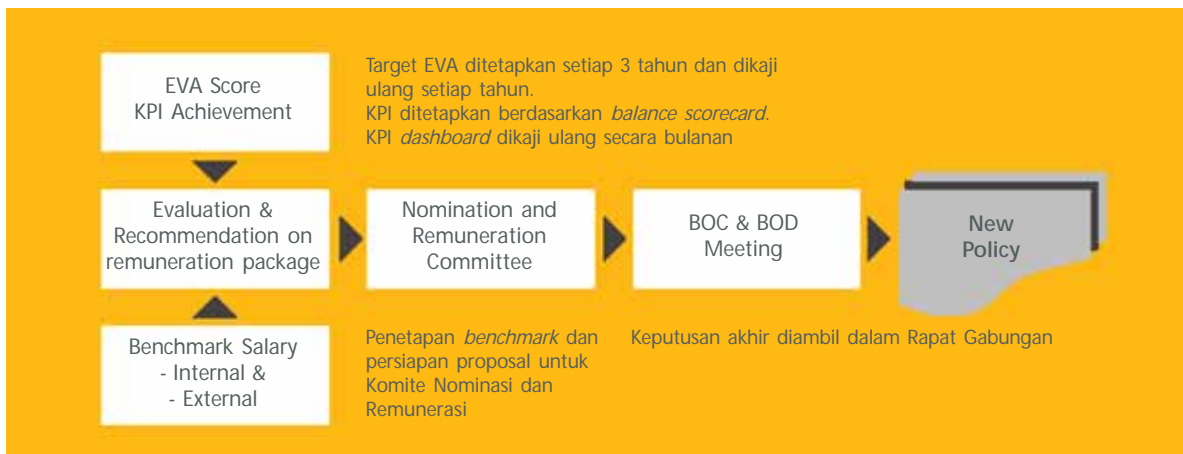 EVA Score
KPI Achievement
Target EVA ditetapkan setiap 3 tahun dan dikaji
ulang setiap tahun.
KPI ditetapkan berdasarkan balance scorecard.
KPI dashboard dikaji ulang secara bulanan
Evaluation &
Recommendation on
remuneration package
Nomination and
Remuneration
Committee
BOC & BOD
Meeting
New
Policy
Benchmark Salary
- Internal &
- External
Penetapan benchmark dan
persiapan proposal untuk
Komite Nominasi dan
Remunerasi
Keputusan akhir diambil dalam Rapat Gabungan